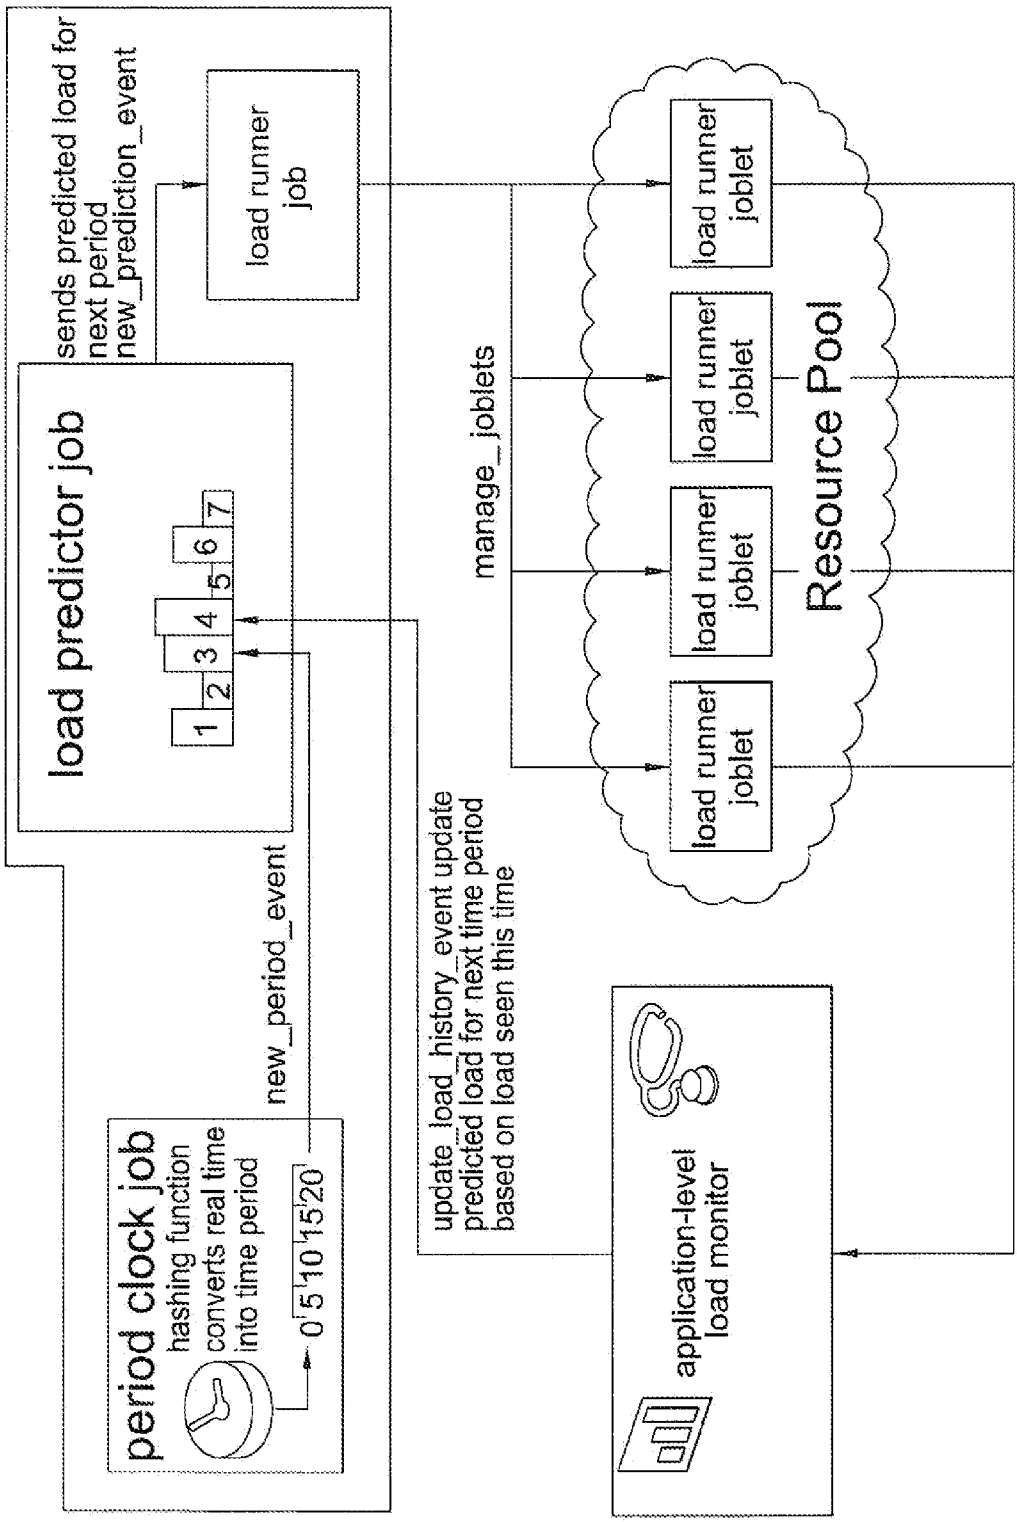 period clock job
hashing function
converts real time
into time period
0 5 10 15 20
new_period_event
load predictor job
1 2 3 4 5 6 7
sends predicted load for
next period
new_prediction_event
load runner
job
update_load_history_event update
predicted load for next time period
based on load seen this time
manage_joblets
application-level
load monitor
load runner
joblet
load runner
joblet
load runner
joblet
load runner
joblet
Resource Pool